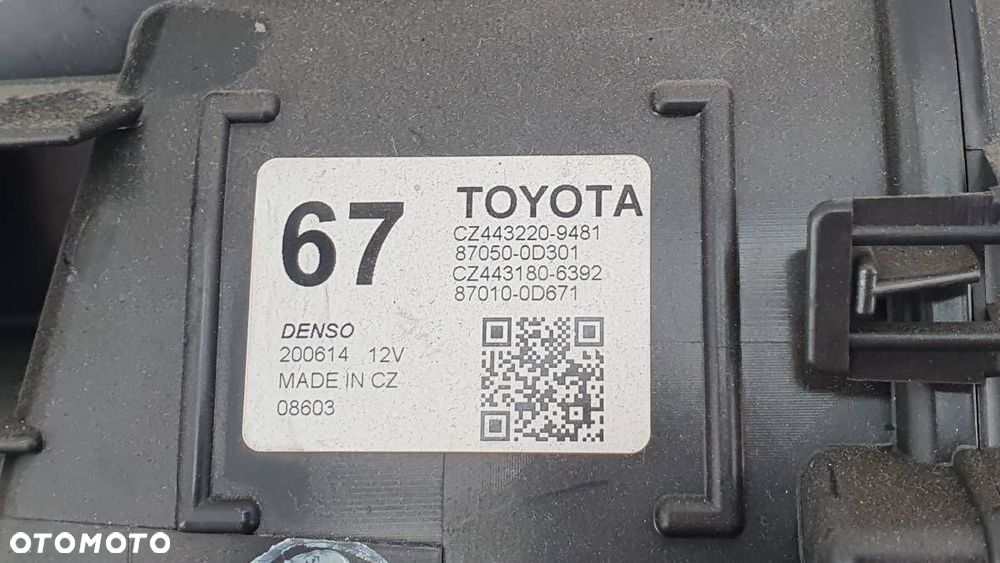 67
TOYOTA
CZ443220-9481
87050-0D301
CZ443180-6392
87010-0D671
DENSO
200614 12V
MADE IN CZ
08603
OTOMOTO